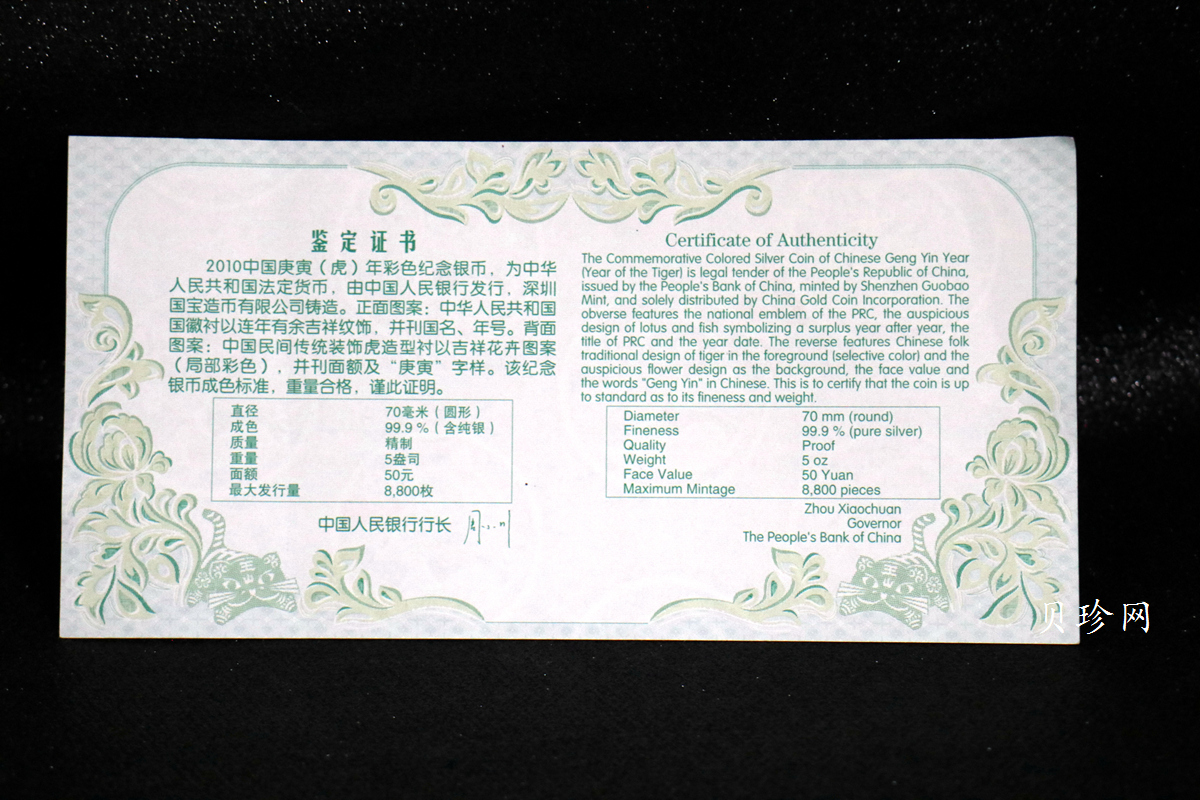 鉴定证书
2010中国庚寅（虎）年彩色纪念银币，为中华
人民共和国法定货币，由中国人民银行发行，深圳
国宝造币有限公司铸造。正面图案：中华人民共和国
国徽衬以连年有余吉祥纹饰，并刊国名、年号。背面
图案：中国民间传统装饰虎造型衬以吉祥花卉图案
（局部彩色），并刊面额及“庚寅”字样。该纪念
银币成色标准，重量合格，谨此证明。
直径 70毫米（圆形）
成色 99.9 %（含纯银）
质量 精制
重量 5盎司
面额 50元
最大发行量 8,800枚
中国人民银行行长
Certificate of Authenticity
The Commemorative Colored Silver Coin of Chinese Geng Yin Year
(Year of the Tiger) is legal tender of the People's Republic of China,
issued by the People's Bank of China, minted by Shenzhen Guobao
Mint, and solely distributed by China Gold Coin Incorporation. The
obverse features the national emblem of the PRC, the auspicious
design of lotus and fish symbolizing a surplus year after year, the
title of PRC and the year date. The reverse features Chinese folk
traditional design of tiger in the foreground (selective color) and the
auspicious flower design as the background, the face value and
the words "Geng Yin" in Chinese. This is to certify that the coin is up
to standard as to its fineness and weight.
Diameter 70 mm (round)
Fineness 99.9 % (pure silver)
Quality Proof
Weight 5 oz
Face Value 50 Yuan
Maximum Mintage 8,800 pieces
Zhou Xiaochuan
Governor
The People's Bank of China
王
王
贝珍网